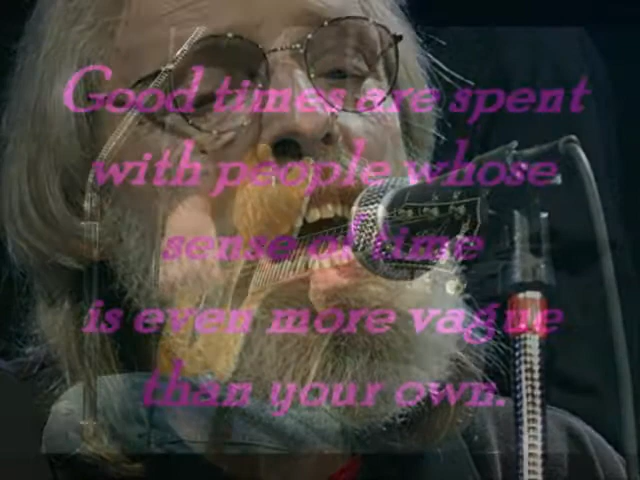 Good times are spent
with people whose
sense of time
is even more vague
than your own.